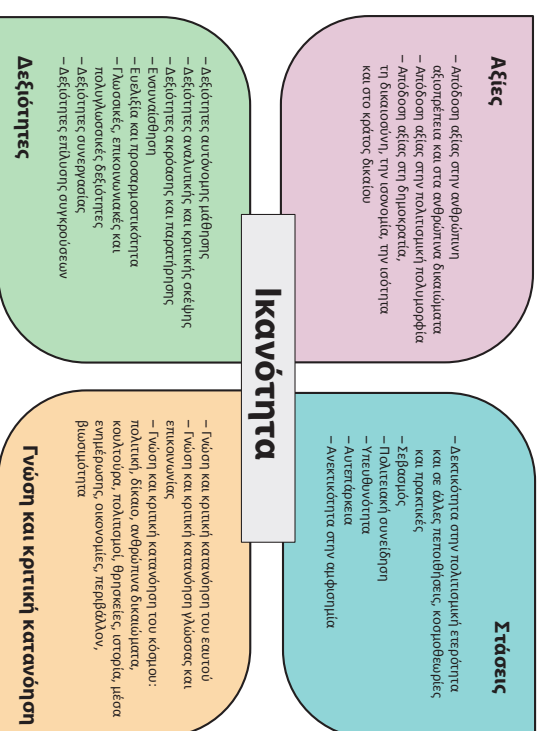 Αξίες
– Απόδοση αξίας στην ανθρώπινη
αξιοπρέπεια και στα ανθρώπινα δικαιώματα
– Απόδοση αξίας στην πολιτισμική πολυμορφία
– Απόδοση αξίας στη δημοκρατία,
τη δικαιοσύνη, την ισονομία, την ισότητα
και στο κράτος δικαίου
Στάσεις
– Δεκτικότητα στην πολιτισμική ετερότητα
και σε άλλες πεποιθήσεις, κοσμοθεωρίες
και πρακτικές
– Σεβασμός
– Πολιτειακή συνείδηση
– Υπευθυνότητα
– Αυτεπάρκεια
– Ανεκτικότητα στην αμφισημία
Ικανότητα
– Δεξιότητες αυτόνομης μάθησης
– Δεξιότητες αναλυτικής και κριτικής σκέψης
– Δεξιότητες ακρόασης και παρατήρησης
– Ενσυναίσθηση
– Ευελιξία και προσαρμοστικότητα
– Γλωσσικές, επικοινωνιακές και
πολυγλωσσικές δεξιότητες
– Δεξιότητες συνεργασίας
– Δεξιότητες επίλυσης συγκρούσεων
Δεξιότητες
– Γνώση και κριτική κατανόηση του εαυτού
– Γνώση και κριτική κατανόηση γλώσσας και
επικοινωνίας
– Γνώση και κριτική κατανόηση του κόσμου:
πολιτική, δίκαιο, ανθρώπινα δικαιώματα,
κουλτούρα, πολιτισμοί, θρησκείες, ιστορία, μέσα
ενημέρωσης, οικονομίες, περιβάλλον,
βιωσιμότητα
Γνώση και κριτική κατανόηση